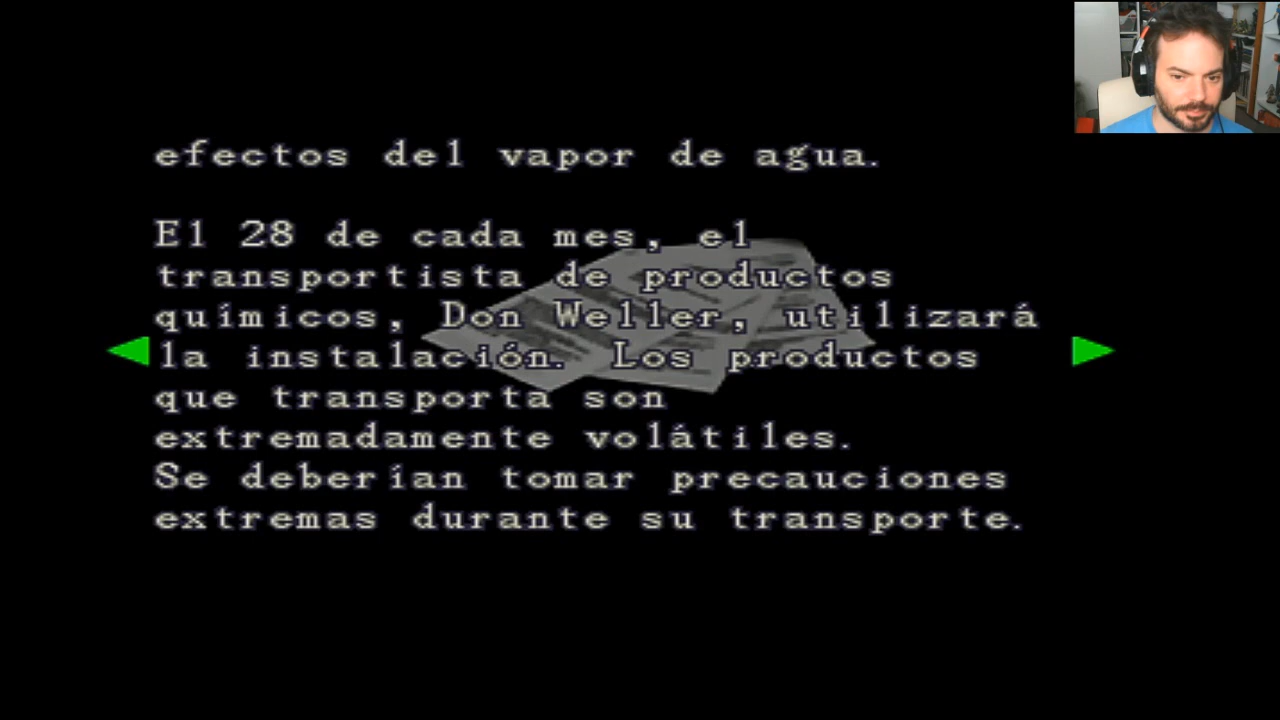 efectos del vapor de agua.
El 28 de cada mes, el
transportista de productos
químicos, Don Weller, utilizará
la instalación. Los productos
que transporta son
extremadamente volátiles.
Se deberían tomar precauciones
extremas durante su transporte.